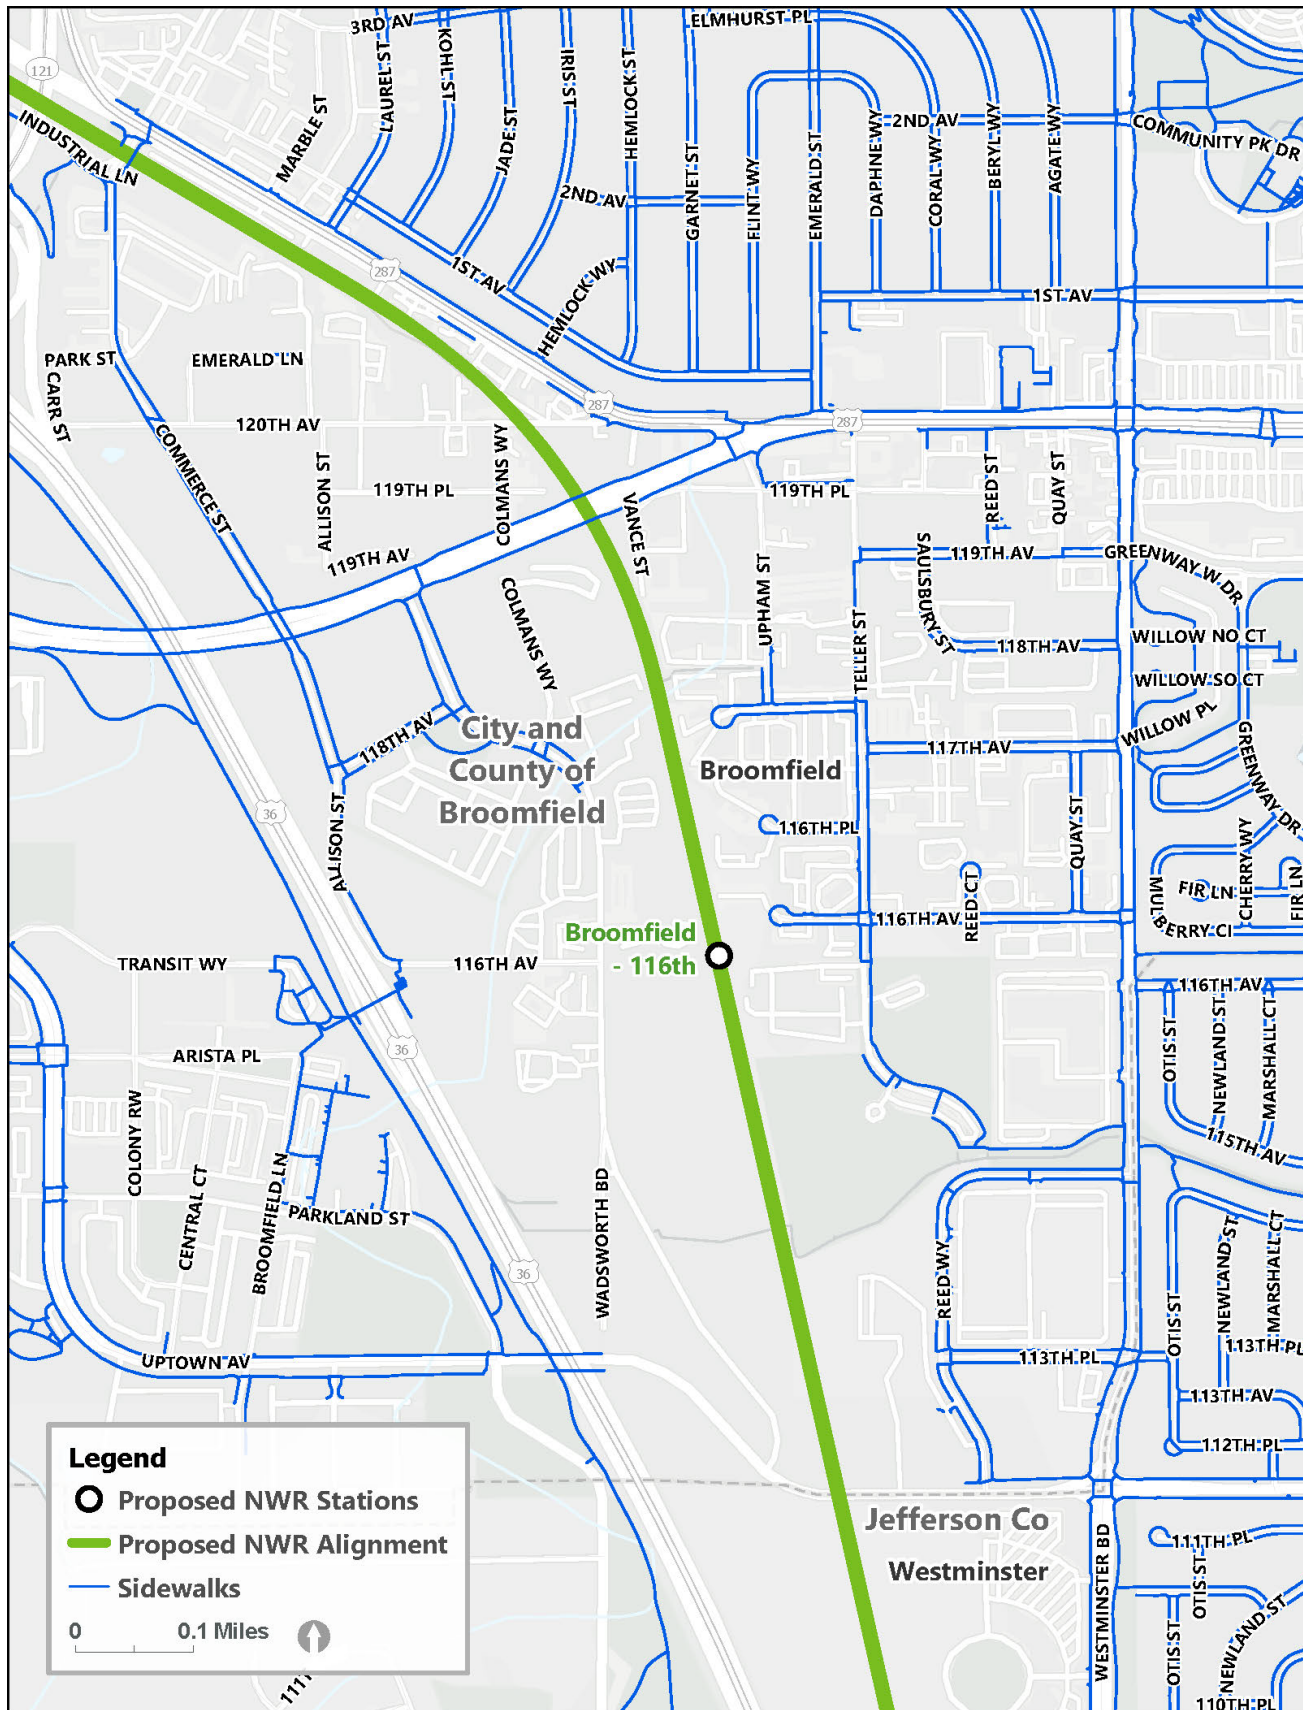 3RD AV
ELMHURST PL
121
LAUREL ST
KOHL ST
IRIS ST
HEMLOCK ST
INDUSTRIAL LN
MARBLE ST
JADE ST
2ND AV
GARNET ST
FLINT WY
EMERALD ST
DAPHNE WY
2ND AV
CORAL WY
BERYL WY
AGATE WY
COMMUNITY PK DR
287
1ST AV
HEMLOCK WY
1ST AV
PARK ST
EMERALD LN
CARR ST
287
287
120TH AV
COMMERCE ST
ALLISON ST
119TH PL
COLMANS WY
VANCE ST
119TH PL
REED ST
QUAY ST
119TH AV
UPHAM ST
SAULSBURY ST
119TH AV
GREENWAY W DR
COLMANS WY
TELLER ST
118TH AV
WILLOW NO CT
WILLOW SO CT
118TH AV
City and
County of
Broomfield
WILLOW PL
117TH AV
GREENWAY DR
Broomfield
36
ALLISON ST
116TH PL
QUAY ST
MULBERRY CI
CHERRY WY
FIR LN
FIR LN
REED CT
116TH AV
Broomfield
- 116th
TRANSIT WY
116TH AV
116TH AV
36
ARISTA PL
OTIS ST
NEWLAND ST
MARSHALL CT
COLONY RW
115TH AV
CENTRAL CT
BROOMFIELD LN
PARKLAND ST
WADSWORTH BD
36
REED WY
NEWLAND ST
MARSHALL CT
OTIS ST
UPTOWN AV
113TH PL
113TH PL
113TH AV
112TH PL
Legend
Proposed NWR Stations
Proposed NWR Alignment
Sidewalks
0
0.1 Miles
Jefferson Co
Westminster
WESTMINSTER BD
111TH PL
OTIS ST
OTIS ST
NEWLAND ST
110TH PL